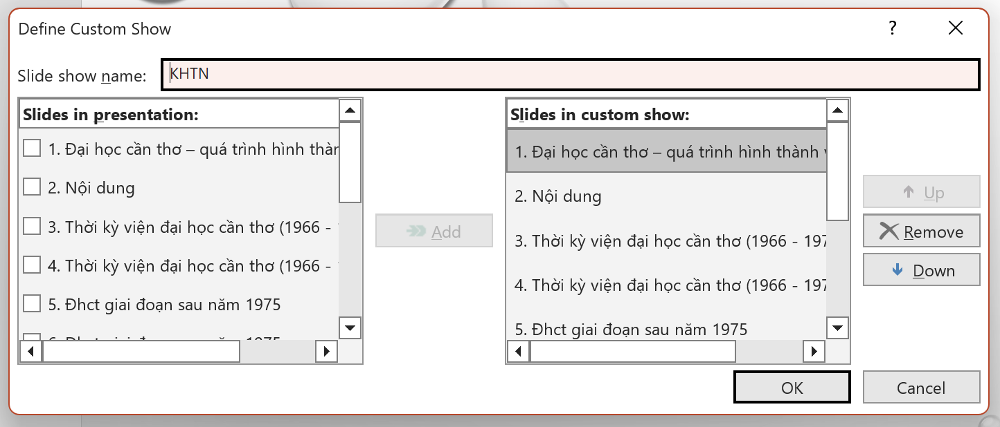 Define Custom Show
?
Slide show name:
KHTN
Slides in presentation:
1. Đại học cần thơ – quá trình hình thàn
2. Nội dung
3. Thời kỳ viện đại học cần thơ (1966 -
4. Thời kỳ viện đại học cần thơ (1966 -
5. Đhct giai đoạn sau năm 1975
Add
Slides in custom show:
1. Đại học cần thơ – quá trình hình thành
2. Nội dung
3. Thời kỳ viện đại học cần thơ (1966 - 197
4. Thời kỳ viện đại học cần thơ (1966 - 197
5. Đhct giai đoạn sau năm 1975
Up
Remove
Down
OK
Cancel